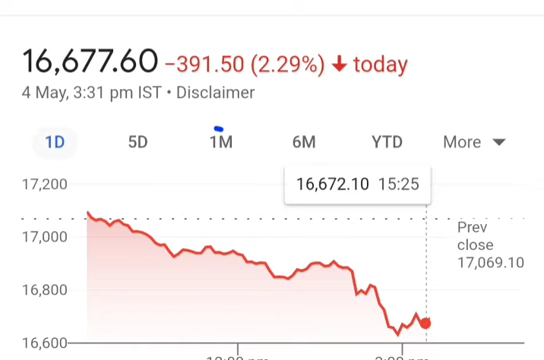 16,677.60 −391.50 (2.29%) ↓ today
4 May, 3:31 pm IST • Disclaimer
1D 5D 1M 6M YTD More
16,672.10 15:25
17,200
Prev
close
17,069.10
17,000
16,800
16,600